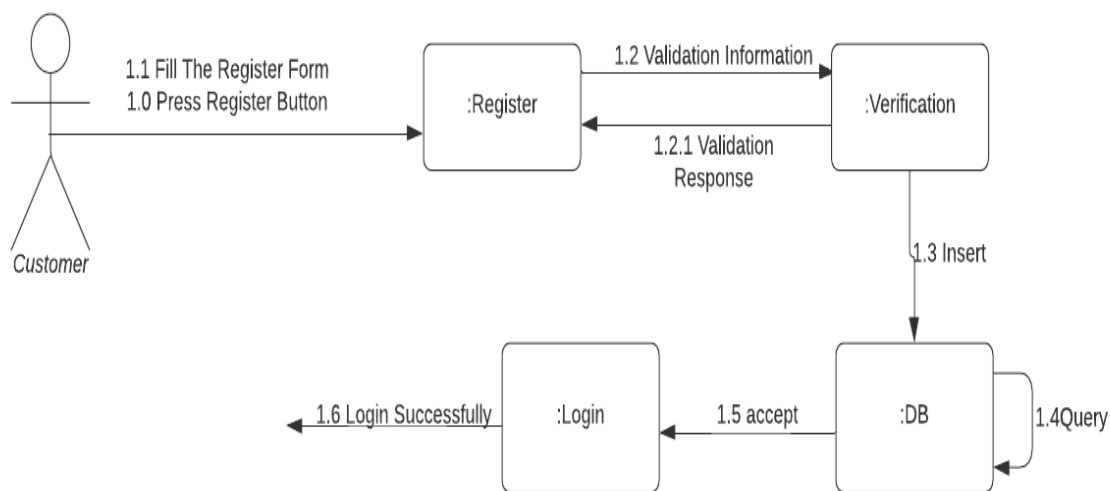 1.1 Fill The Register Form
1.0 Press Register Button
Customer
:Register
1.2 Validation Information
1.2.1 Validation
Response
:Verification
1.3 Insert
:DB
1.4Query
1.5 accept
:Login
1.6 Login Successfully